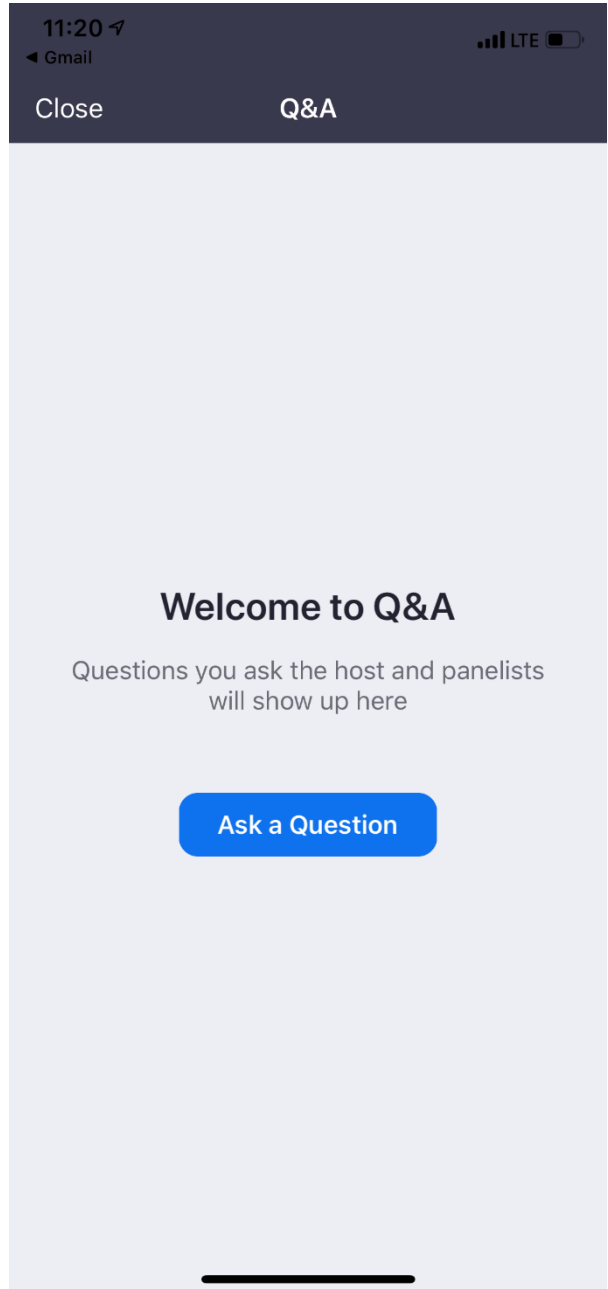 11:20
◀ Gmail
LTE
Close
Q&A
Welcome to Q&A
Questions you ask the host and panelists
will show up here
Ask a Question